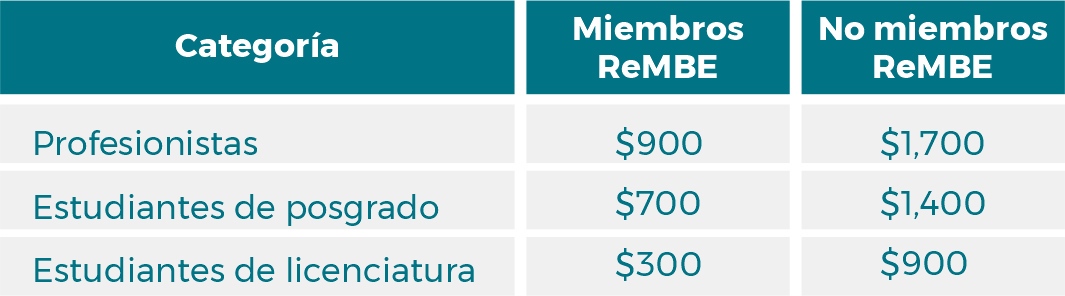 Categoría
Miembros
ReMBE
No miembros
ReMBE
Profesionistas $900 $1,700
Estudiantes de posgrado $700 $1,400
Estudiantes de licenciatura $300 $900